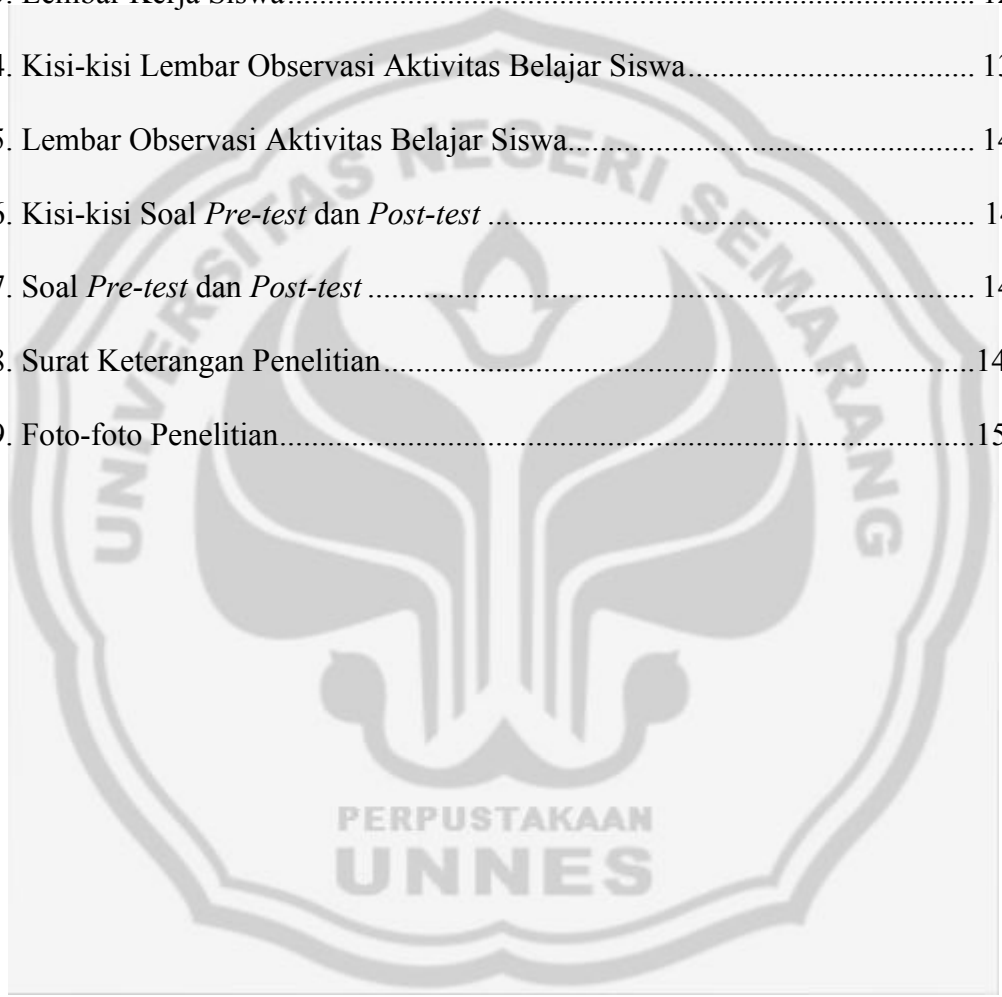 Lembar Kerja Siswa
4. Kisi-kisi Lembar Observasi Aktivitas Belajar Siswa
5. Lembar Observasi Aktivitas Belajar Siswa
6. Kisi-kisi Soal Pre-test dan Post-test
7. Soal Pre-test dan Post-test
8. Surat Keterangan Penelitian
9. Foto-foto Penelitian
UNIVERSITAS NEGERI SEMARANG
PERPUSTAKAAN
UNNES